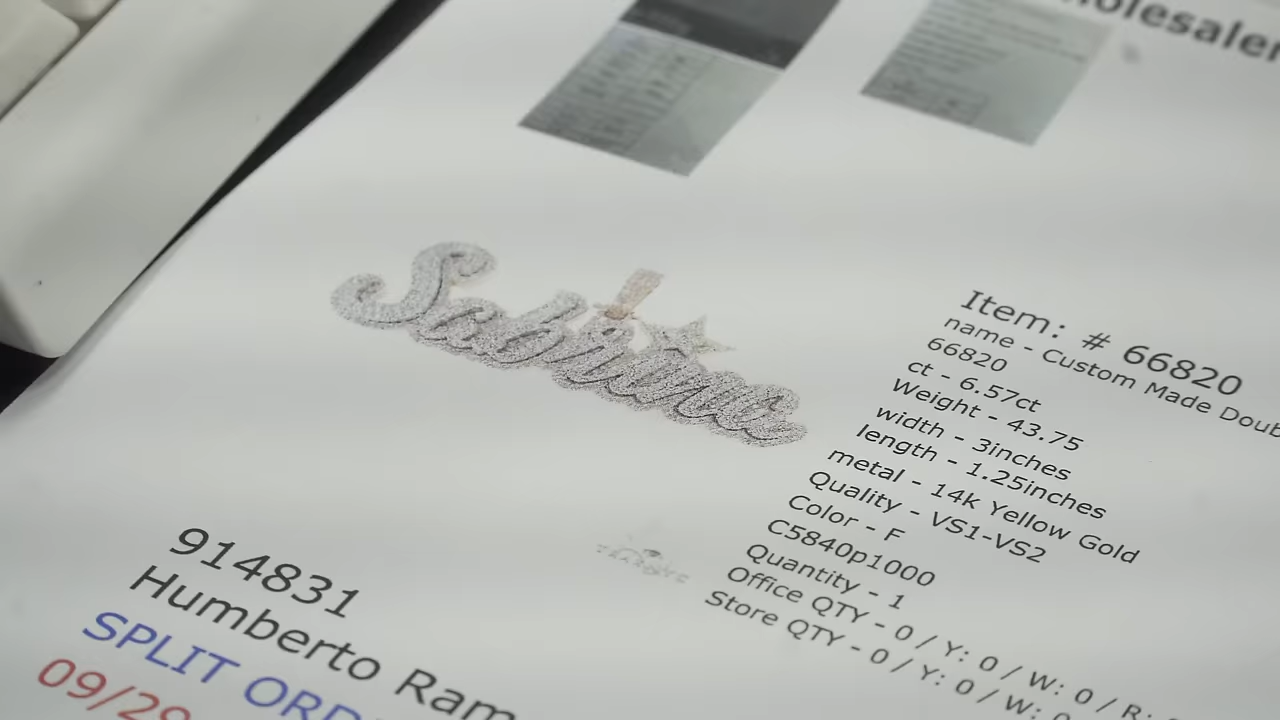 holesaler
Sabrina
Item: # 66820
name - Custom Made Doub
66820
ct - 6.57ct
Weight - 43.75
width - 3inches
length - 1.25inches
metal - 14k Yellow Gold
Quality - VS1-VS2
Color - F
C5840p1000
Quantity - 1
Office QTY - 0 / Y: 0 / W: 0 / R:
Store QTY - 0 / Y: 0 / W: 0
914831
Humberto Ram
SPLIT ORD
09/29